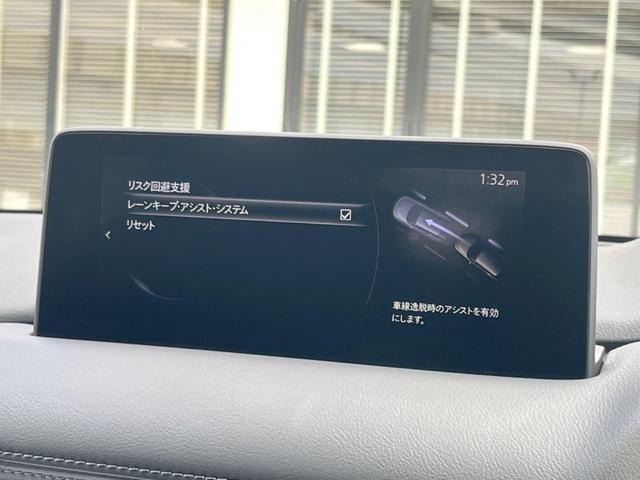 1:32pm
リスク回避支援
レーンキープ・アシスト・システム
リセット
車線逸脱時のアシストを有効
にします。